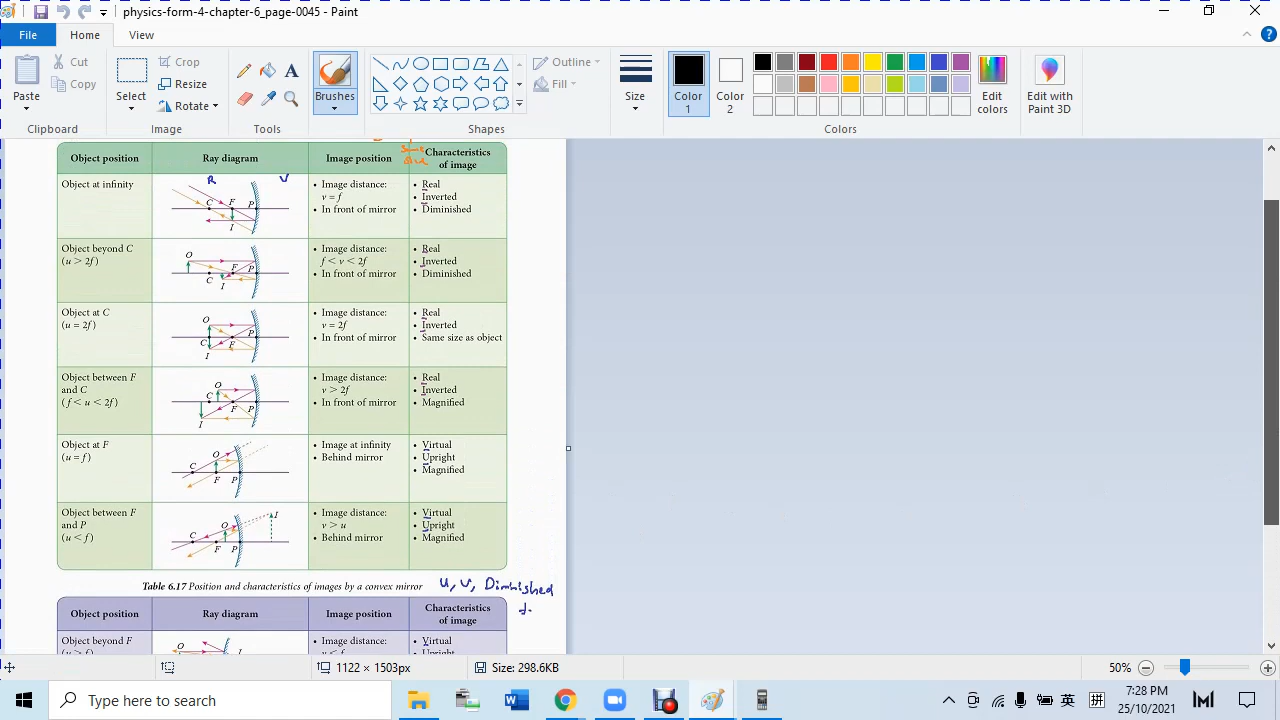 physics-form-4-chapter-6_page-0045 - Paint
File Home View
Paste Cut Copy Clipboard
Select Crop Resize Rotate Image
A Tools
Brushes
Outline Fill Shapes
Size
Color 1 Color 2 Edit colors Colors
Edit with Paint 3D
same side
Object position Ray diagram Image position Characteristics of image
Object at infinity
R V
C F P I
• Image distance:
v = f
• In front of mirror
• Real
• Inverted
• Diminished
Object beyond C
(u > 2f)
O C F I P
• Image distance:
f < v < 2f
• In front of mirror
• Real
• Inverted
• Diminished
Object at C
(u = 2f)
O C F P I
• Image distance:
v = 2f
• In front of mirror
• Real
• Inverted
• Same size as object
Object between F
and C
(f < u < 2f)
O C F P I
• Image distance:
v > 2f
• In front of mirror
• Real
• Inverted
• Magnified
Object at F
(u = f)
C O F P
• Image at infinity
• Behind mirror
• Virtual
• Upright
• Magnified
Object between F
and P
(u < f)
C O F P I
• Image distance:
v > u
• Behind mirror
• Virtual
• Upright
• Magnified
Table 6.17 Position and characteristics of images by a convex mirror
U, V, Diminished
Object position Ray diagram Image position Characteristics of image
Object beyond F
O I
• Image distance:
• Virtual
• Upright
1122 × 1503px
Size: 298.6KB
50%
Type here to search
英
拼
7:28 PM
25/10/2021